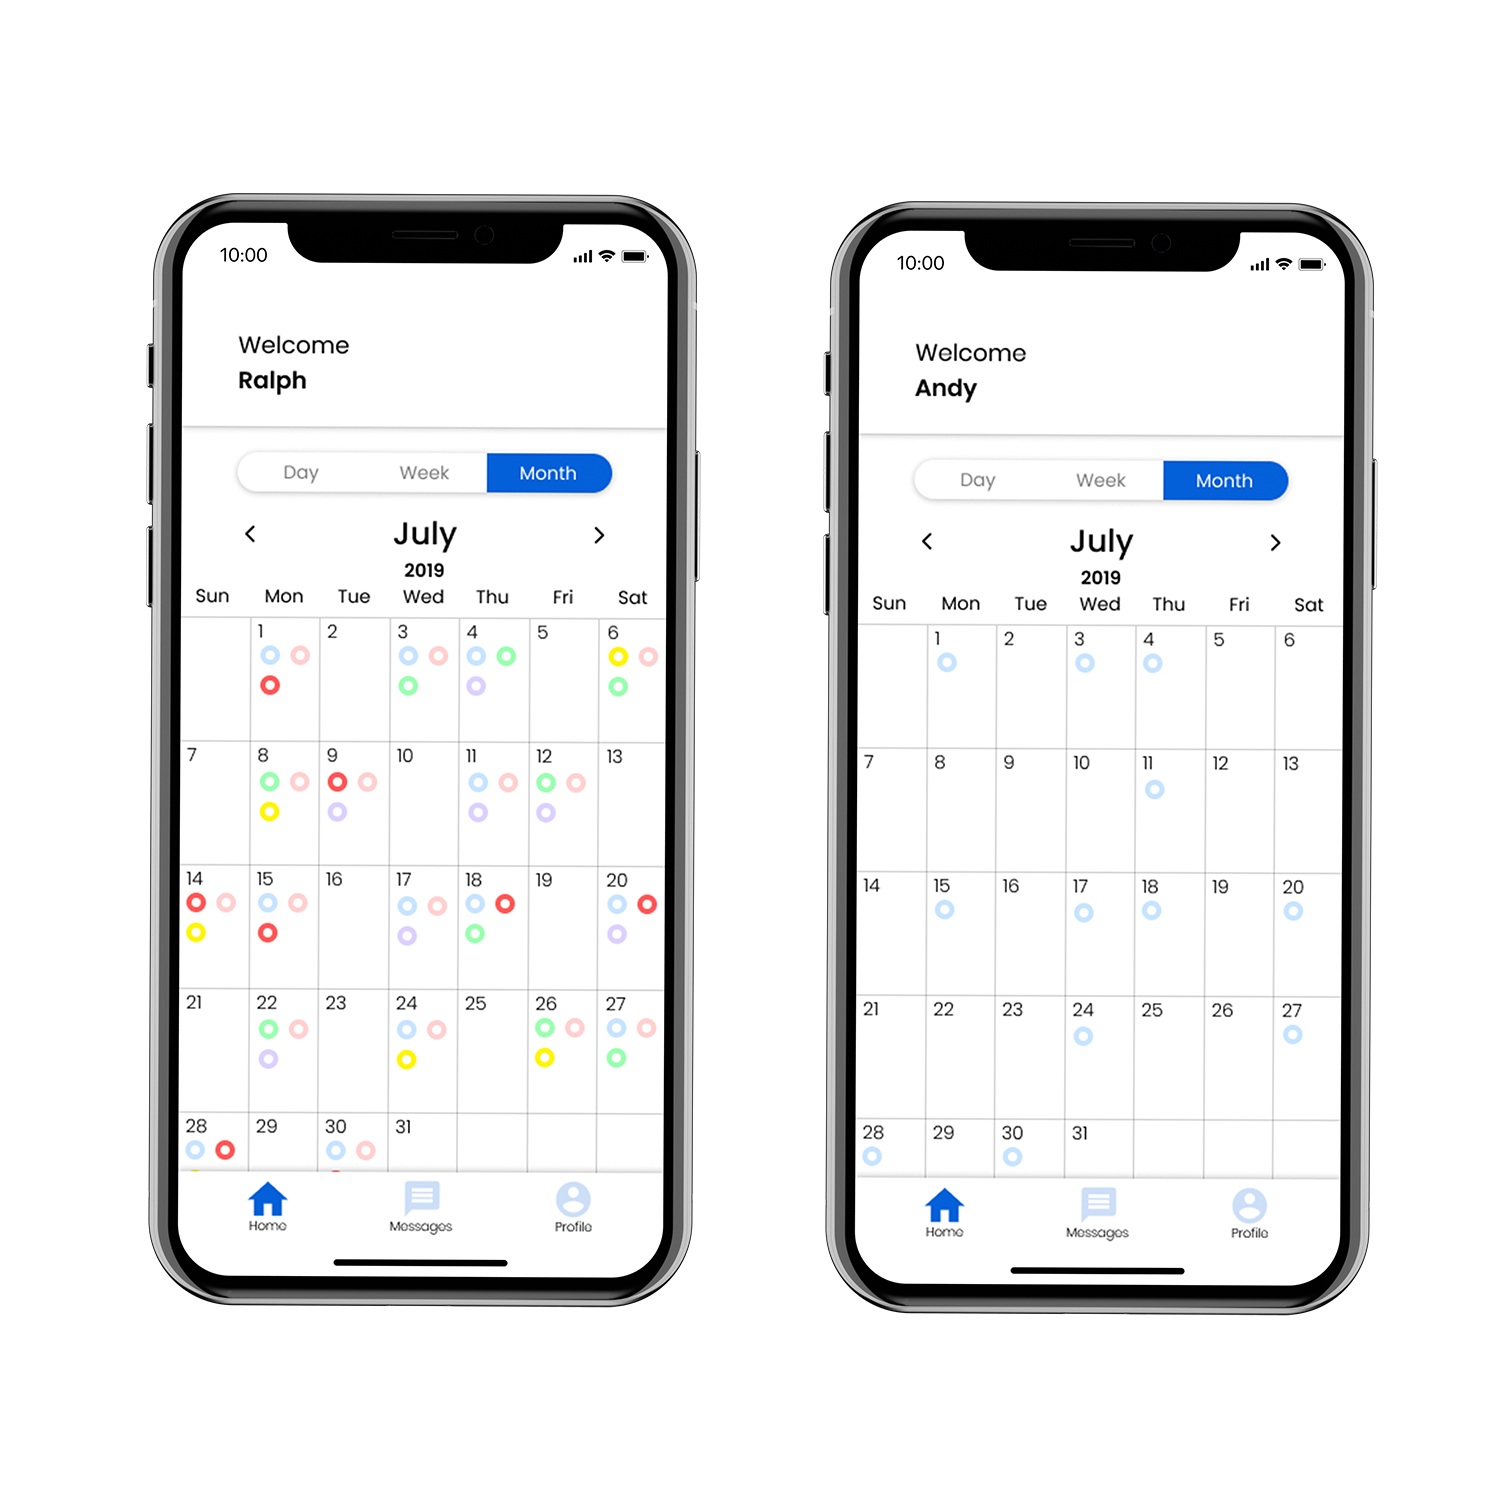 10:00
Welcome
Ralph
Day Week Month
July
2019
Sun Mon Tue Wed Thu Fri Sat
1 2 3 4 5 6
7 8 9 10 11 12 13
14 15 16 17 18 19 20
21 22 23 24 25 26 27
28 29 30 31
Home Messages Profile
10:00
Welcome
Andy
Day Week Month
July
2019
Sun Mon Tue Wed Thu Fri Sat
1 2 3 4 5 6
7 8 9 10 11 12 13
14 15 16 17 18 19 20
21 22 23 24 25 26 27
28 29 30 31
Home Messages Profile